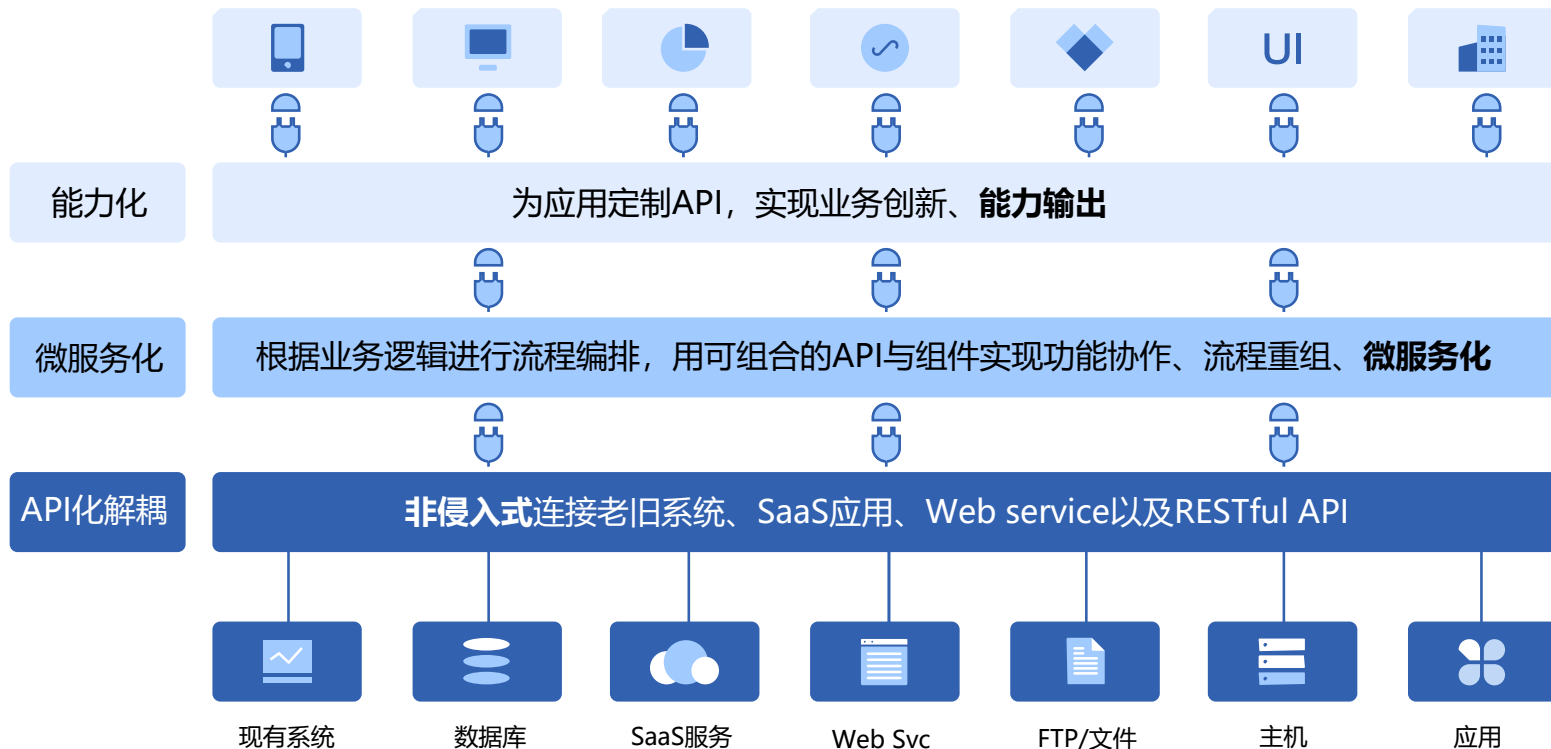 UI
能力化
为应用定制API，实现业务创新、能力输出
微服务化
根据业务逻辑进行流程编排，用可组合的API与组件实现功能协作、流程重组、微服务化
API化解耦
非侵入式连接老旧系统、SaaS应用、Web service以及RESTful API
现有系统
数据库
SaaS服务
Web Svc
FTP/文件
主机
应用